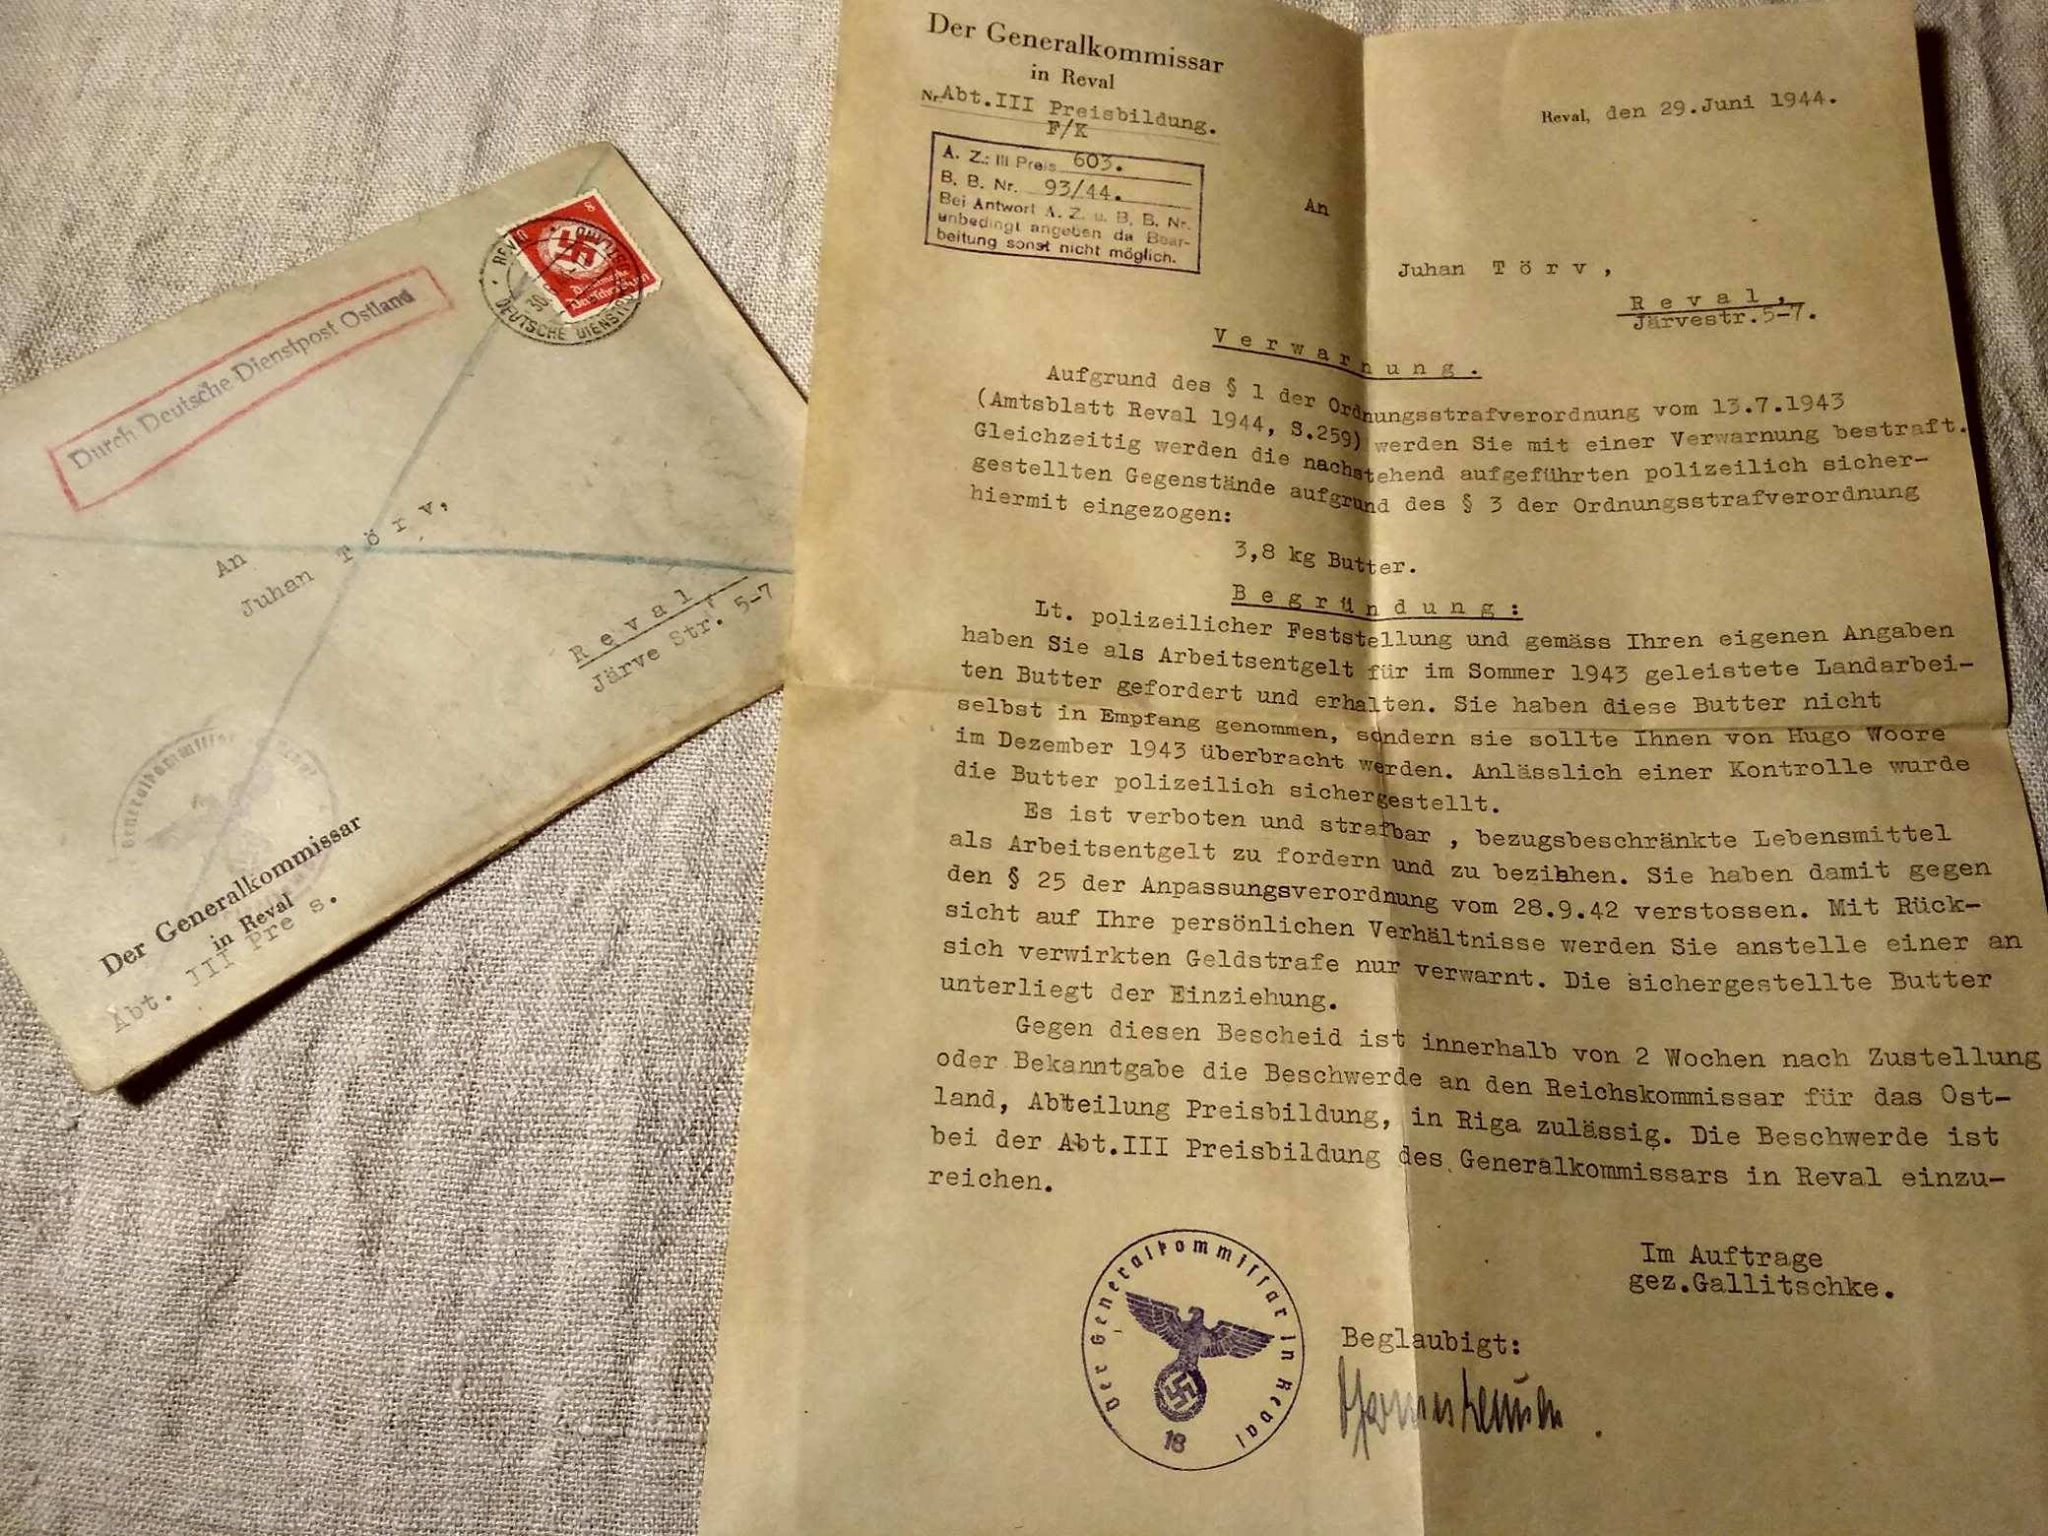 Durch Deutsche Dienstpost Ostland
8
REVAL
30
DEUTSCHE DIENSTPOST
An
Juhan Törv,
Reval,
Järve Str. 5-7
Generalkommissar
Der Generalkommissar
in Reval
Abt. III Pre s.
Der Generalkommissar
in Reval
Nr. Abt.III Preisbildung.
F/K
Reval, den 29.Juni 1944.
A. Z.: III Preis 603.
B. B. Nr. 93/44.
Bei Antwort A. Z. u. B. B. Nr.
unbedingt angeben da Bear-
beitung sonst nicht möglich.
An
Juhan Törv,
Reval,
Järvestr.5-7.
Verwarnung.
Aufgrund des § 1 der Ordnungsstrafverordnung vom 13.7.1943
(Amtsblatt Reval 1944, S.259) werden Sie mit einer Verwarnung bestraft.
Gleichzeitig werden die nachstehend aufgeführten polizeilich sicher-
gestellten Gegenstände aufgrund des § 3 der Ordnungsstrafverordnung
hiermit eingezogen:
3,8 kg Butter.
Begründung:
Lt. polizeilicher Feststellung und gemäss Ihren eigenen Angaben
haben Sie als Arbeitsentgelt für im Sommer 1943 geleistete Landarbei-
ten Butter gefordert und erhalten. Sie haben diese Butter nicht
selbst in Empfang genommen, sondern sie sollte Ihnen von Hugo Woore
im Dezember 1943 überbracht werden. Anlässlich einer Kontrolle wurde
die Butter polizeilich sichergestellt.
Es ist verboten und strafbar , bezugsbeschränkte Lebensmittel
als Arbeitsentgelt zu fordern und zu beziehen. Sie haben damit gegen
den § 25 der Anpassungsverordnung vom 28.9.42 verstossen. Mit Rück-
sicht auf Ihre persönlichen Verhältnisse werden Sie anstelle einer an
sich verwirkten Geldstrafe nur verwarnt. Die sichergestellte Butter
unterliegt der Einziehung.
Gegen diesen Bescheid ist innerhalb von 2 Wochen nach Zustellung
oder Bekanntgabe die Beschwerde an den Reichskommissar für das Ost-
land, Abteilung Preisbildung, in Riga zulässig. Die Beschwerde ist
bei der Abt.III Preisbildung des Generalkommissars in Reval einzu-
reichen.
Im Auftrage
gez.Gallitschke.
Beglaubigt:
Der Generalkommissar in Reval
18